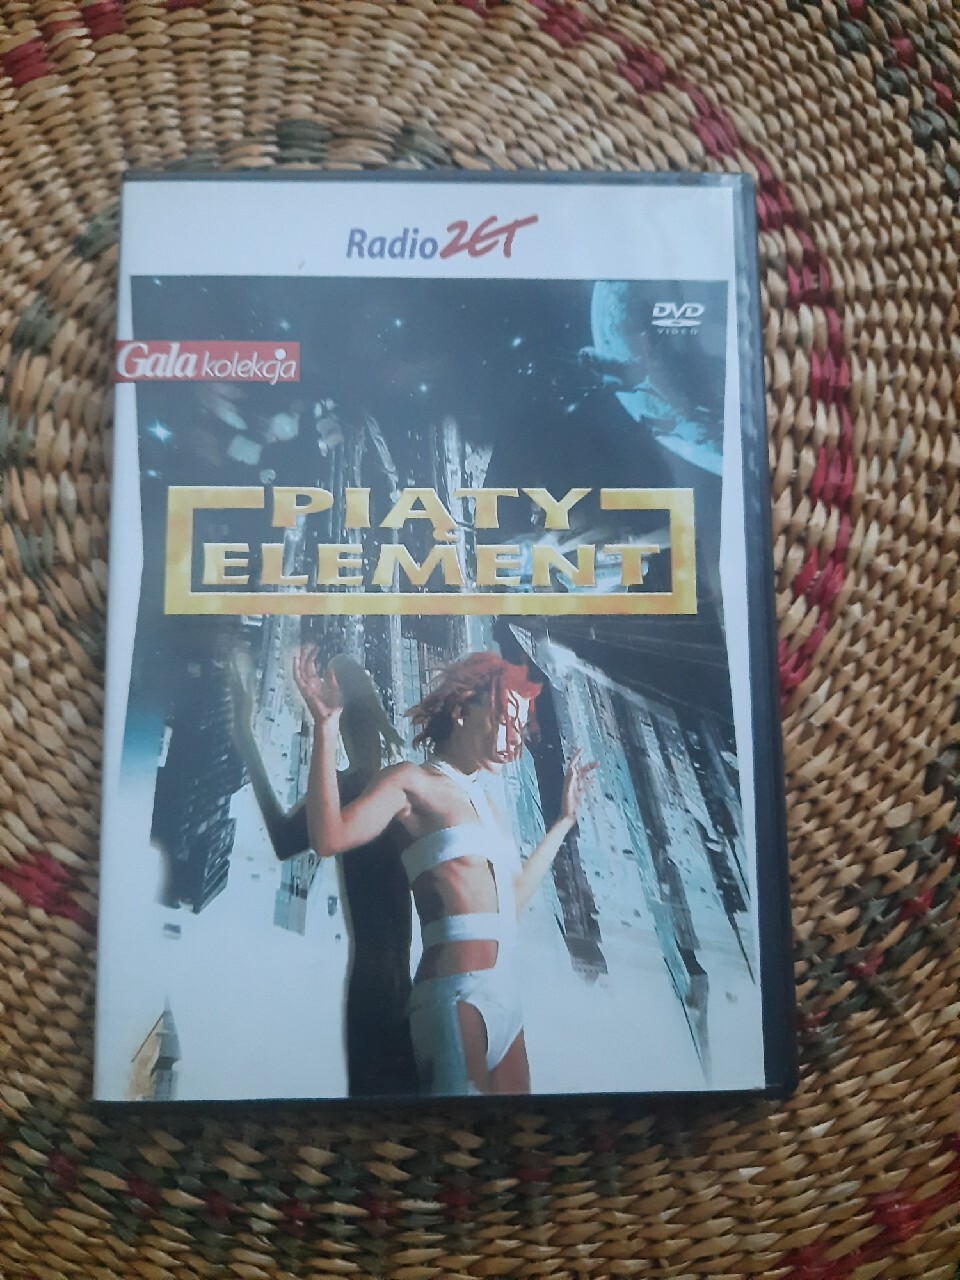 Radio ZET
DVD
VIDEO
Gala kolekcja
PIĄTY
ELEMENT